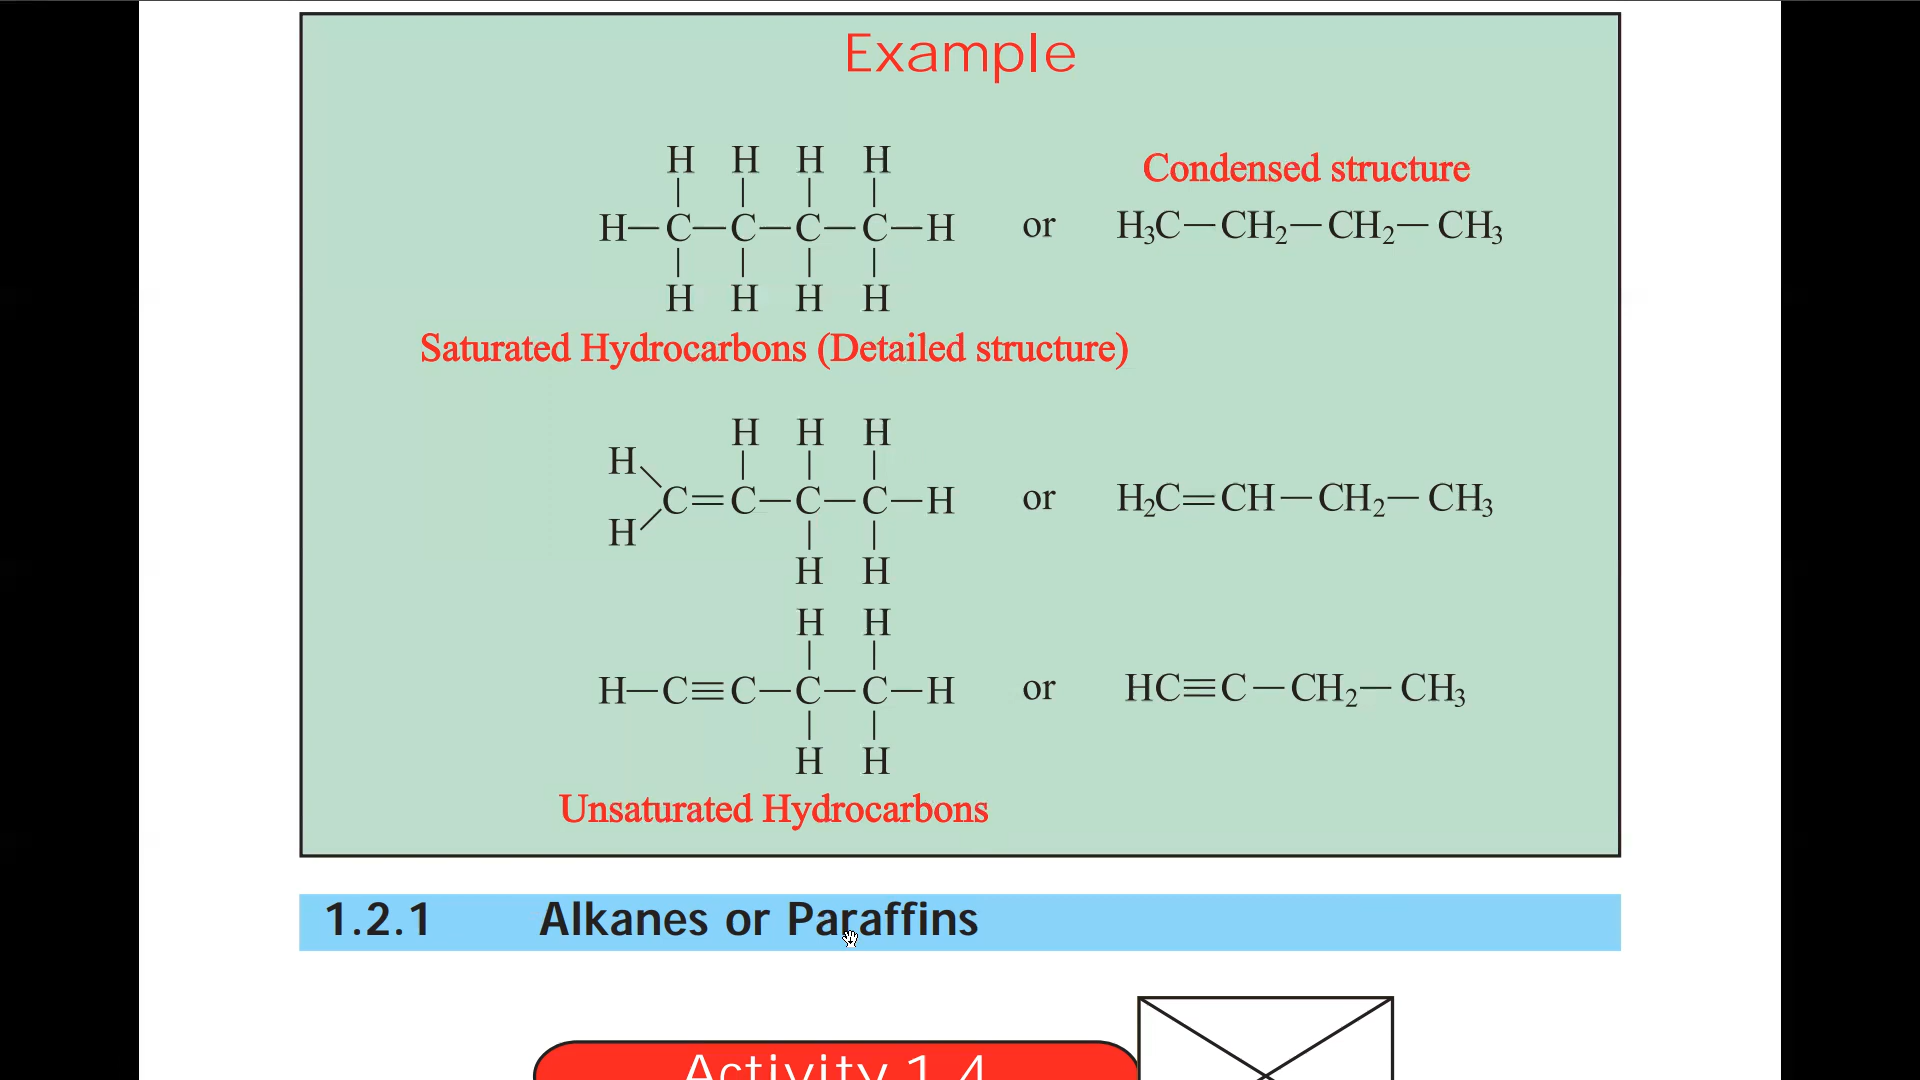 Example
H H H H
Condensed structure
H—C—C—C—C—H or H₃C—CH₂—CH₂—CH₃
H H H H
Saturated Hydrocarbons (Detailed structure)
H H H
H
C=C—C—C—H or H₂C=CH—CH₂—CH₃
H
H H
H H
H—C≡C—C—C—H or HC≡C—CH₂—CH₃
H H
Unsaturated Hydrocarbons
1.2.1 Alkanes or Paraffins
Activity 1.4